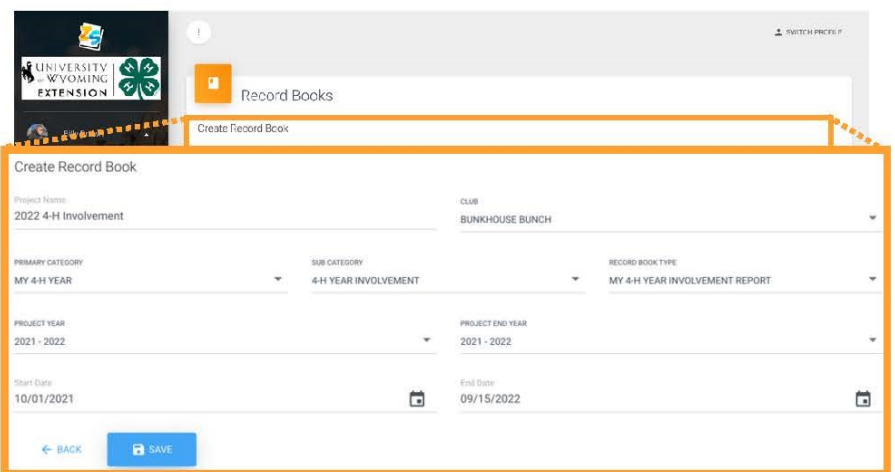 UNIVERSITY
OF WYOMING
EXTENSION
!
SWITCH PROFILE
Record Books
Create Record Book
Create Record Book
Project Name
2022 4-H Involvement
CLUB
BUNKHOUSE BUNCH
PRIMARY CATEGORY
MY 4-H YEAR
SUB CATEGORY
4-H YEAR INVOLVEMENT
RECORD BOOK TYPE
MY 4-H YEAR INVOLVEMENT REPORT
PROJECT YEAR
2021 - 2022
PROJECT END YEAR
2021 - 2022
Start Date
10/01/2021
End Date
09/15/2022
← BACK
SAVE